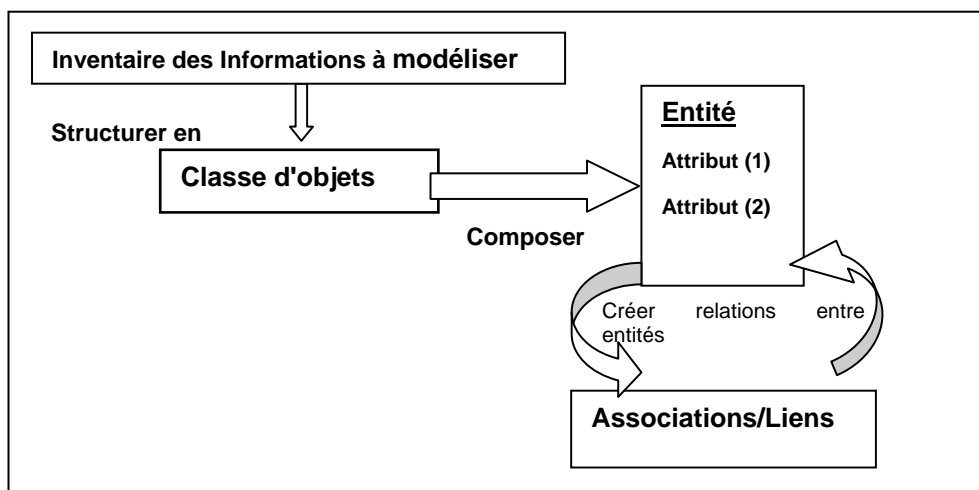 Inventaire des Informations à modéliser
Structurer en
Classe d'objets
Composer
Entité
Attribut (1)
Attribut (2)
Créer relations entre
entités
Associations/Liens